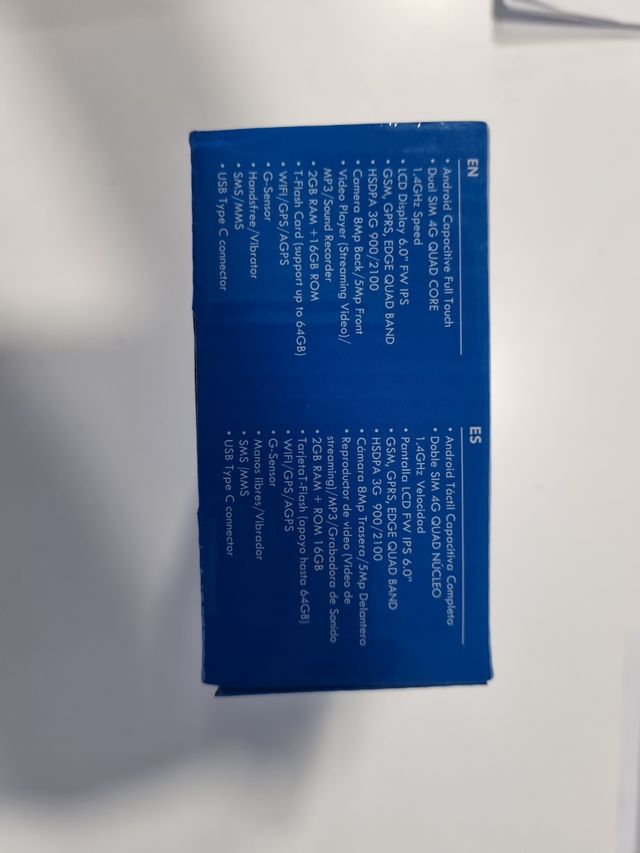 EN
• Android Capacitive Full Touch
• Dual SIM 4G QUAD CORE
1.4GHz Speed
• LCD Display 6.0" FW IPS
• GSM, GPRS, EDGE QUAD BAND
• HSDPA 3G 900/2100
• Camera 8Mp Back/5Mp Front
• Video Player (Streaming Video)/
MP3/Sound Recorder
• 2GB RAM +16GB ROM
• T-Flash Card (support up to 64GB)
• WIFI/GPS/AGPS
• G-Sensor
• Handsfree/Vibrator
• SMS/MMS
• USB Type C connector
ES
• Android Táctil Capacitiva Completa
• Doble SIM 4G QUAD NÚCLEO
1.4GHz Velocidad
• Pantalla LCD FW IPS 6.0"
• GSM, GPRS, EDGE QUAD BAND
• HSDPA 3G 900/2100
• Cámara 8Mp Trasera/5Mp Delantera
• Reproductor de video (Video de
streaming)/MP3/Grabadora de Sonido
• 2GB RAM + ROM 16GB
• TarjetaT-Flash (apoyo hasta 64GB)
• WIFI/GPS/AGPS
• G-Sensor
• Manos libres/Vibrador
• SMS /MMS
• USB Type C connector